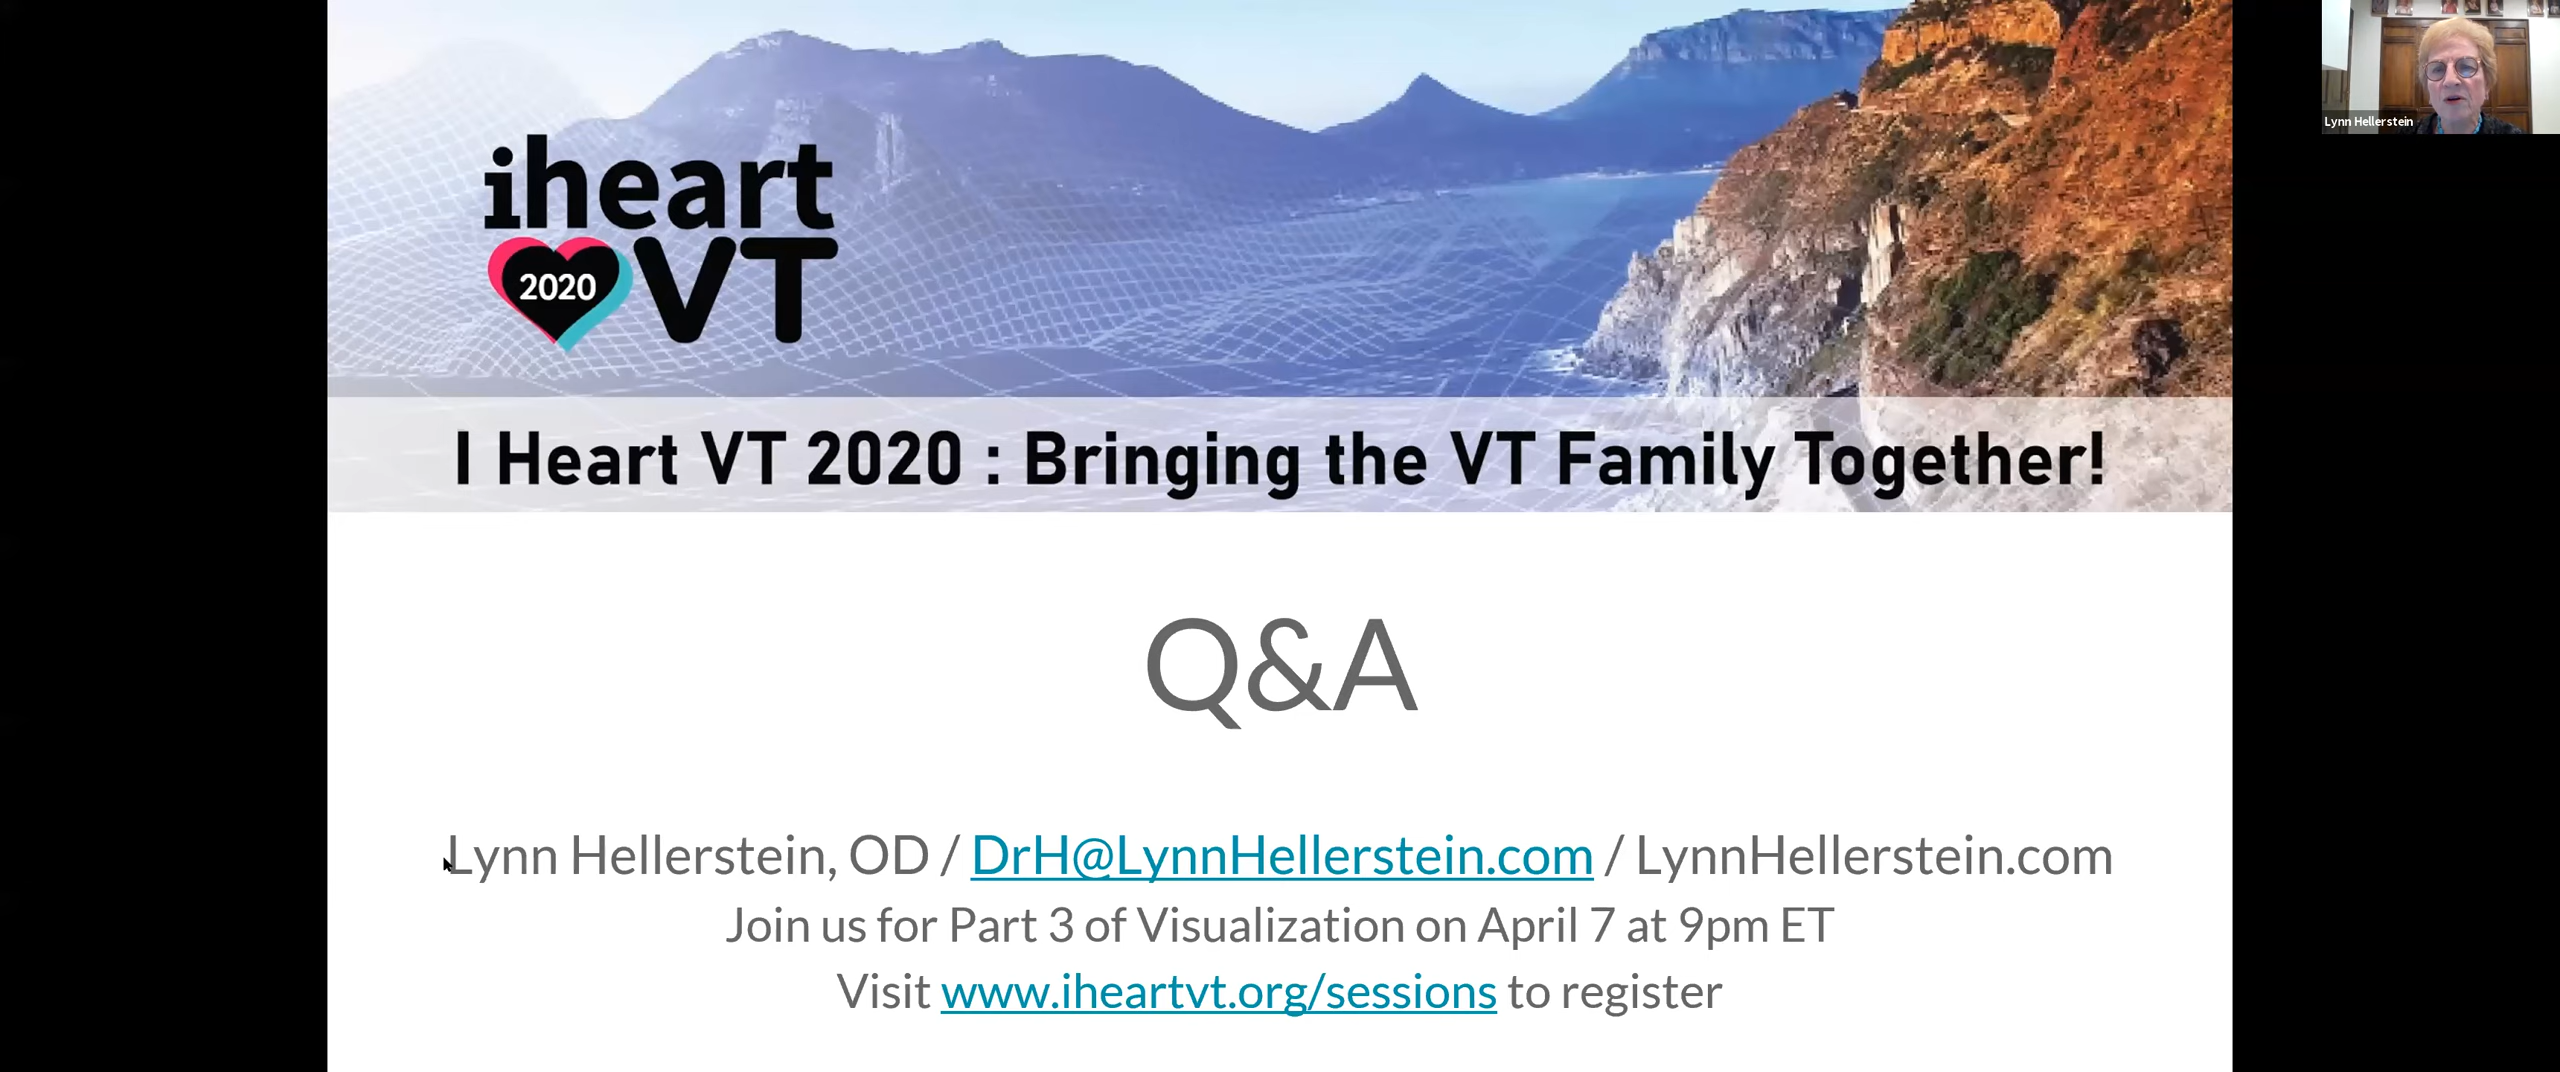 iheart
2020 VT
Lynn Hellerstein
I Heart VT 2020 : Bringing the VT Family Together!
Q&A
Lynn Hellerstein, OD / DrH@LynnHellerstein.com / LynnHellerstein.com
Join us for Part 3 of Visualization on April 7 at 9pm ET
Visit www.iheartvt.org/sessions to register